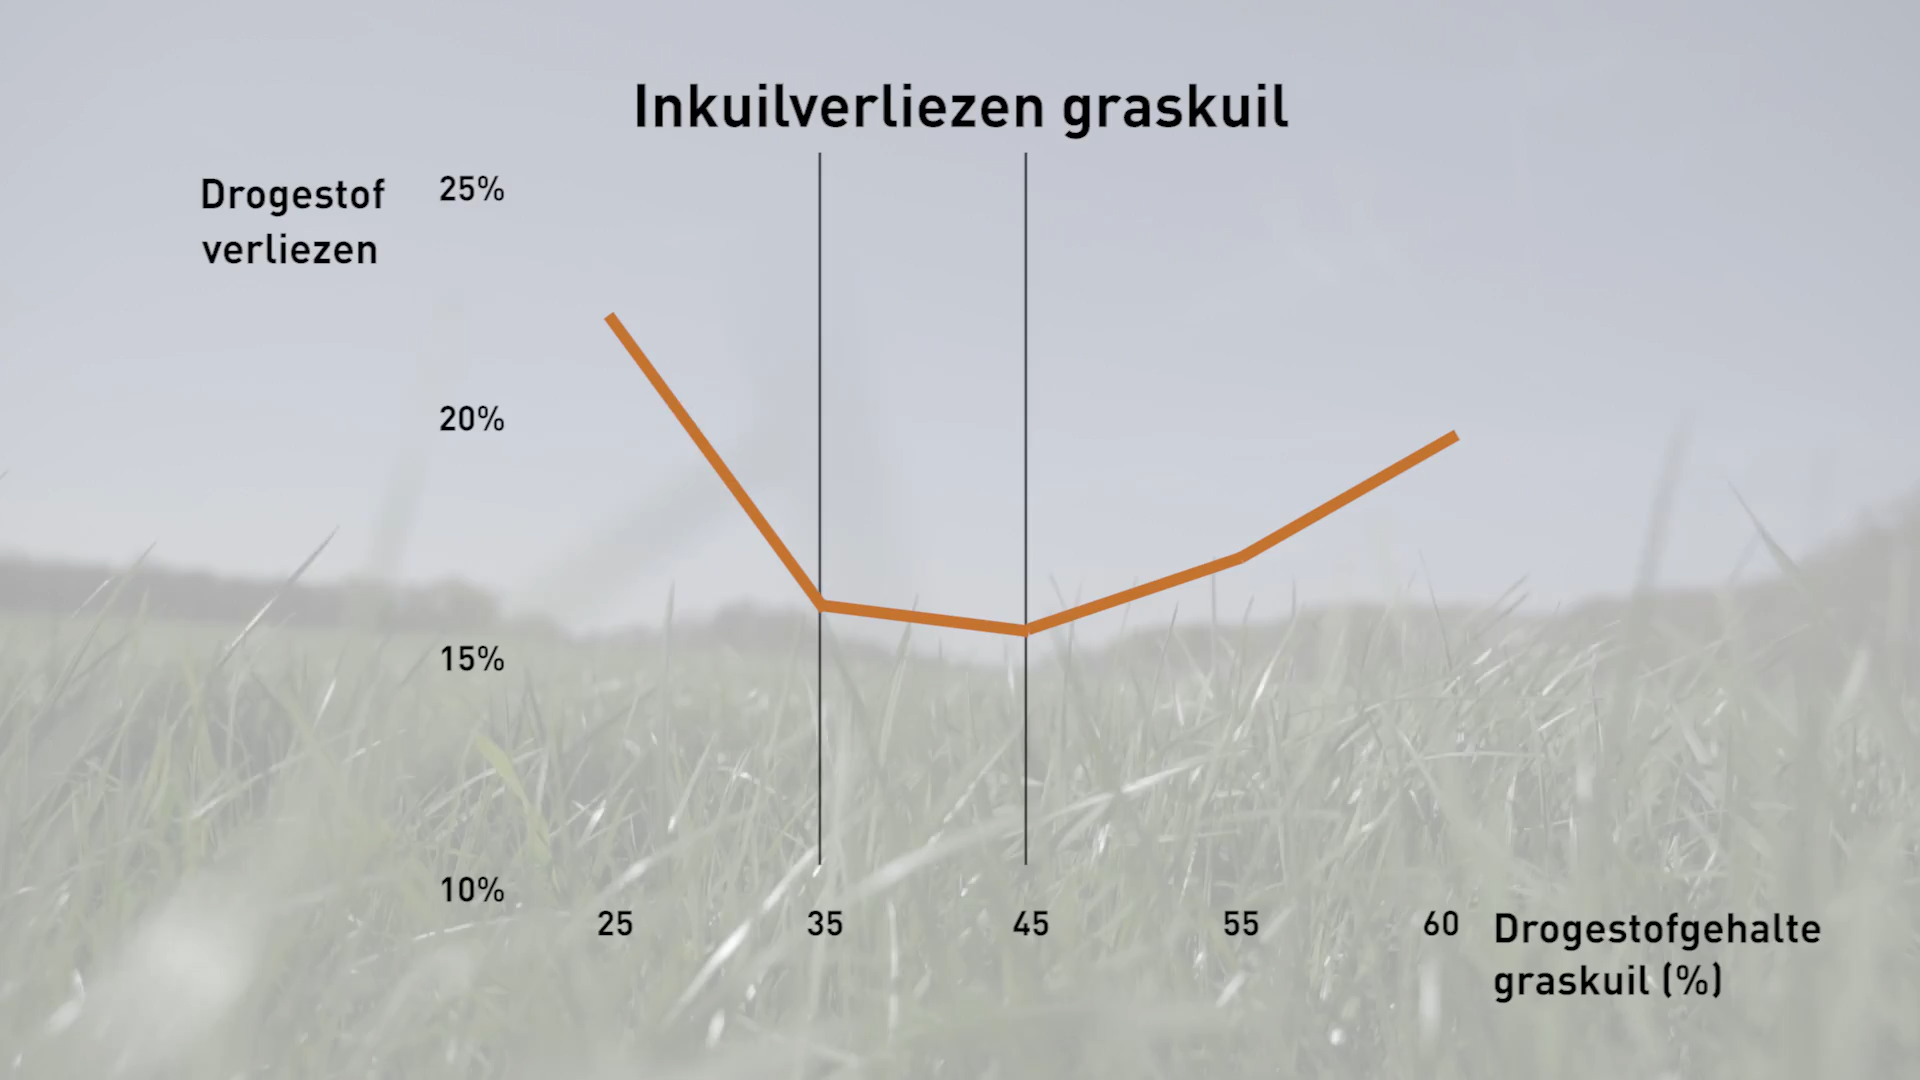 Inkuilverliezen graskuil
Drogestof
verliezen
25%
20%
15%
10%
25 35 45 55 60
Drogestofgehalte
graskuil (%)